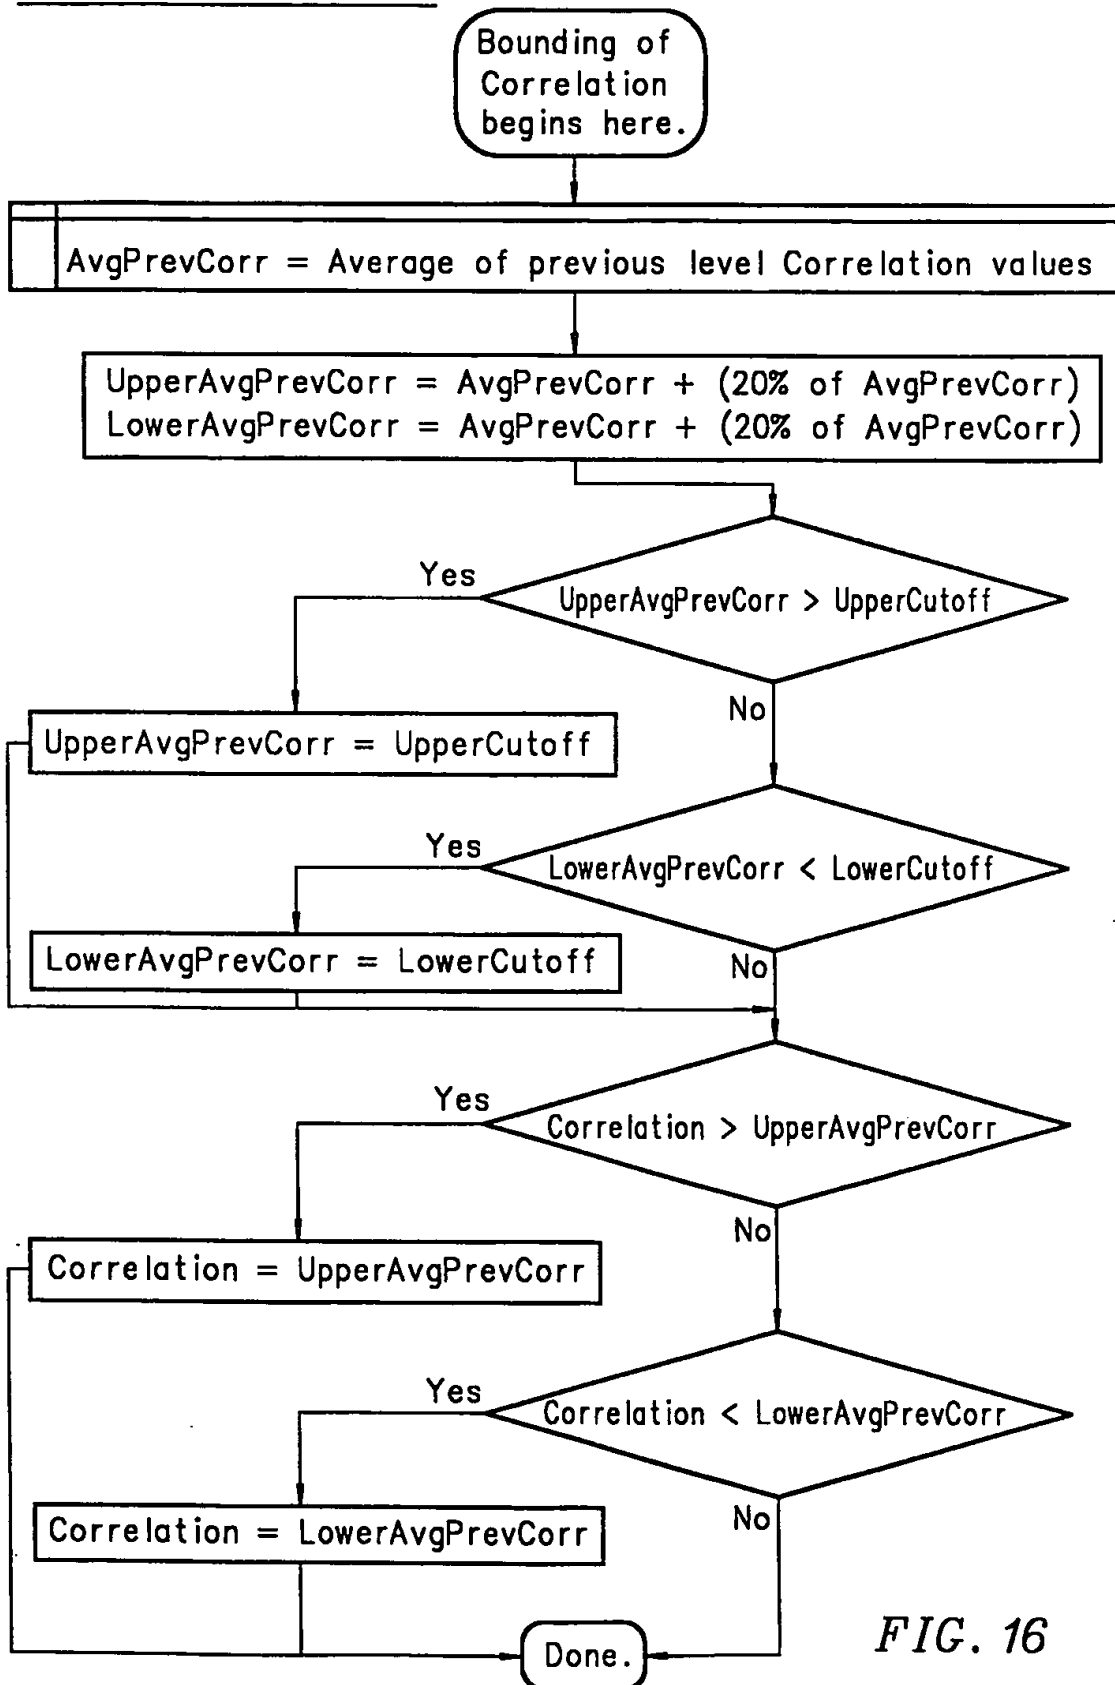 Bounding of
Correlation
begins here.
AvgPrevCorr = Average of previous level Correlation values
UpperAvgPrevCorr = AvgPrevCorr + (20% of AvgPrevCorr)
LowerAvgPrevCorr = AvgPrevCorr + (20% of AvgPrevCorr)
Yes
UpperAvgPrevCorr > UpperCutoff
No
UpperAvgPrevCorr = UpperCutoff
Yes
LowerAvgPrevCorr < LowerCutoff
No
LowerAvgPrevCorr = LowerCutoff
Yes
Correlation > UpperAvgPrevCorr
No
Correlation = UpperAvgPrevCorr
Yes
Correlation < LowerAvgPrevCorr
No
Correlation = LowerAvgPrevCorr
Done.
FIG. 16